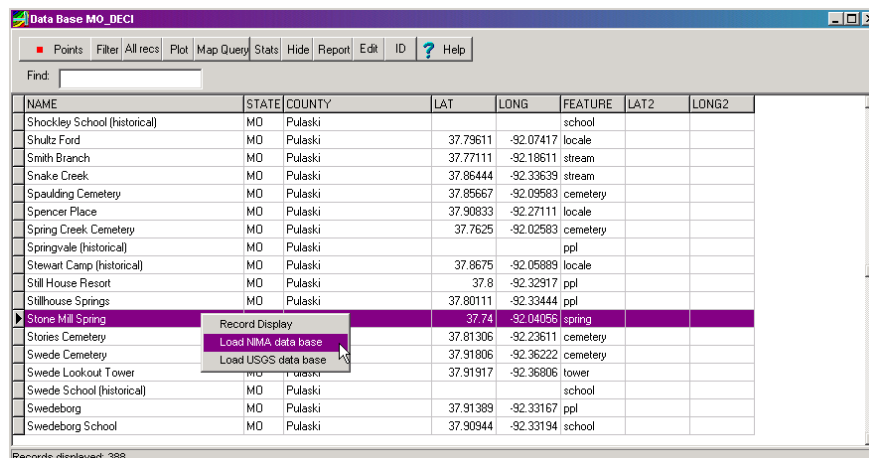 Data Base MO_DECI
Points Filter All recs Plot Map Query Stats Hide Report Edit ID ? Help
Find:
NAME STATE COUNTY LAT LONG FEATURE LAT2 LONG2
Shockley School (historical) MO Pulaski school
Shultz Ford MO Pulaski 37.79611 -92.07417 locale
Smith Branch MO Pulaski 37.77111 -92.18611 stream
Snake Creek MO Pulaski 37.86444 -92.33639 stream
Spaulding Cemetery MO Pulaski 37.85667 -92.09583 cemetery
Spencer Place MO Pulaski 37.90833 -92.27111 locale
Spring Creek Cemetery MO Pulaski 37.7625 -92.02583 cemetery
Springvale (historical) MO Pulaski ppl
Stewart Camp (historical) MO Pulaski 37.8675 -92.05889 locale
Still House Resort MO Pulaski 37.8 -92.32917 ppl
Stillhouse Springs MO Pulaski 37.80111 -92.33444 ppl
Stone Mill Spring 37.74 -92.04056 spring
Record Display
Load NIMA data base
Load USGS data base
Stories Cemetery 37.81306 -92.23611 cemetery
Swede Cemetery 37.91806 -92.36222 cemetery
Swede Lookout Tower MO Pulaski 37.91917 -92.36806 tower
Swede School (historical) MO Pulaski school
Swedeborg MO Pulaski 37.91389 -92.33167 ppl
Swedeborg School MO Pulaski 37.90944 -92.33194 school
Records displayed: 388